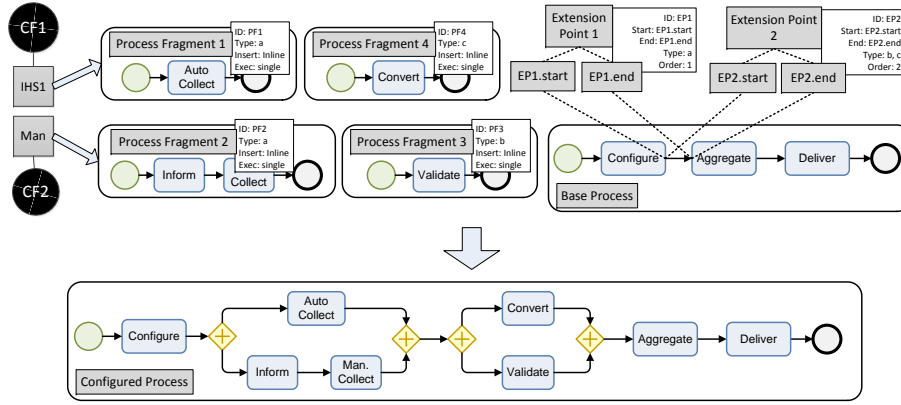 CF1
IHS1
Man
CF2
Process Fragment 1
ID: PF1
Type: a
Insert: Inline
Exec: single
Auto
Collect
Process Fragment 4
ID: PF4
Type: c
Insert: Inline
Exec: single
Convert
Process Fragment 2
ID: PF2
Type: a
Insert: Inline
Exec: single
Inform
Collect
Process Fragment 3
ID: PF3
Type: b
Insert: Inline
Exec: single
Validate
Extension
Point 1
ID: EP1
Start: EP1.start
End: EP1.end
Type: a
Order: 1
EP1.start
EP1.end
Extension Point
2
ID: EP2
Start: EP2.start
End: EP2.end
Type: b, c
Order: 2
EP2.start
EP2.end
Configure
Aggregate
Deliver
Base Process
Configure
Auto
Collect
Inform
Man.
Collect
Convert
Validate
Aggregate
Deliver
Configured Process